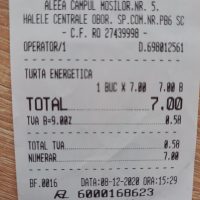 ALEEA CAMPUL MOSILOR.NR. 5.
HALELE CENTRALE OBOR. SP.COM.NR.PB6 SC
- C.F. RO 27439998 -
OPERATOR/1 D.698012561
TURTA ENERGETICA
1 BUC X 7.00 7.00 B
TOTAL 7.00
TVA B=9.00% 0.58
TOTAL TVA 0.58
NUMERAR 7.00
BF.0016 DATA:08-12-2020 ORA:15:29
6000168623